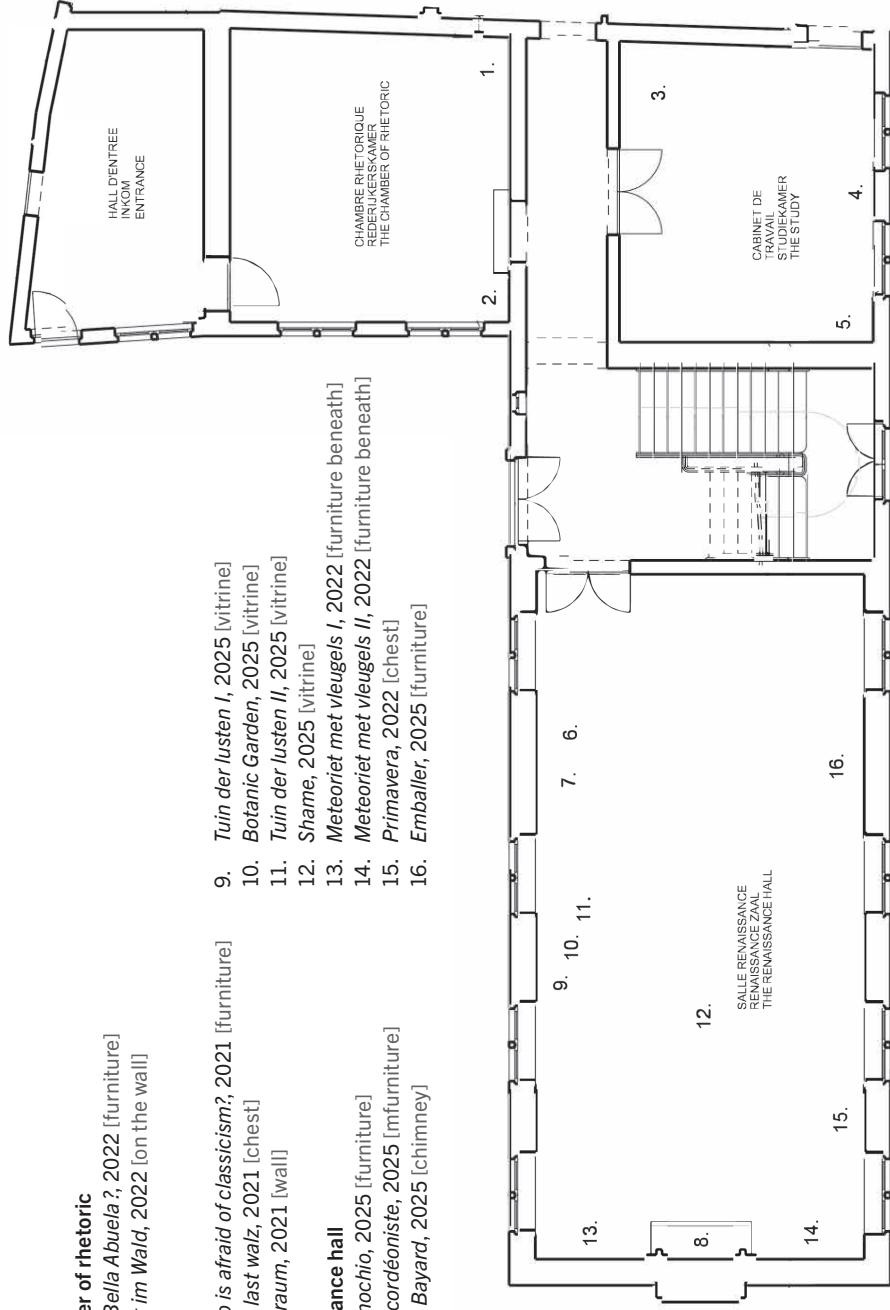 er of rhetoric
Bella Abuela ?, 2022 [furniture]
im Wald, 2022 [on the wall]
o is afraid of classicism?, 2021 [furniture]
last walz, 2021 [chest]
raum, 2021 [wall]
ance hall
nochio, 2025 [furniture]
cordéoniste, 2025 [mfurniture]
Bayard, 2025 [chimney]
9. Tuin der lusten I, 2025 [vitrine]
10. Botanic Garden, 2025 [vitrine]
11. Tuin der lusten II, 2025 [vitrine]
12. Shame, 2025 [vitrine]
13. Meteoriet met vleugels I, 2022 [furniture beneath]
14. Meteoriet met vleugels II, 2022 [furniture beneath]
15. Primavera, 2022 [chest]
16. Emballer, 2025 [furniture]
HALL D'ENTREE
INKOM
ENTRANCE
CHAMBRE RHETORIQUE
REDERIJKERSKAMER
THE CHAMBER OF RHETORIC
2.
1.
13.
9.
10.
11.
7.
6.
3.
8.
12.
SALLE RENAISSANCE
RENAISSANCE ZAAL
THE RENAISSANCE HALL
CABINET DE
TRAVAIL
STUDIEKAMER
THE STUDY
14.
15.
16.
5.
4.